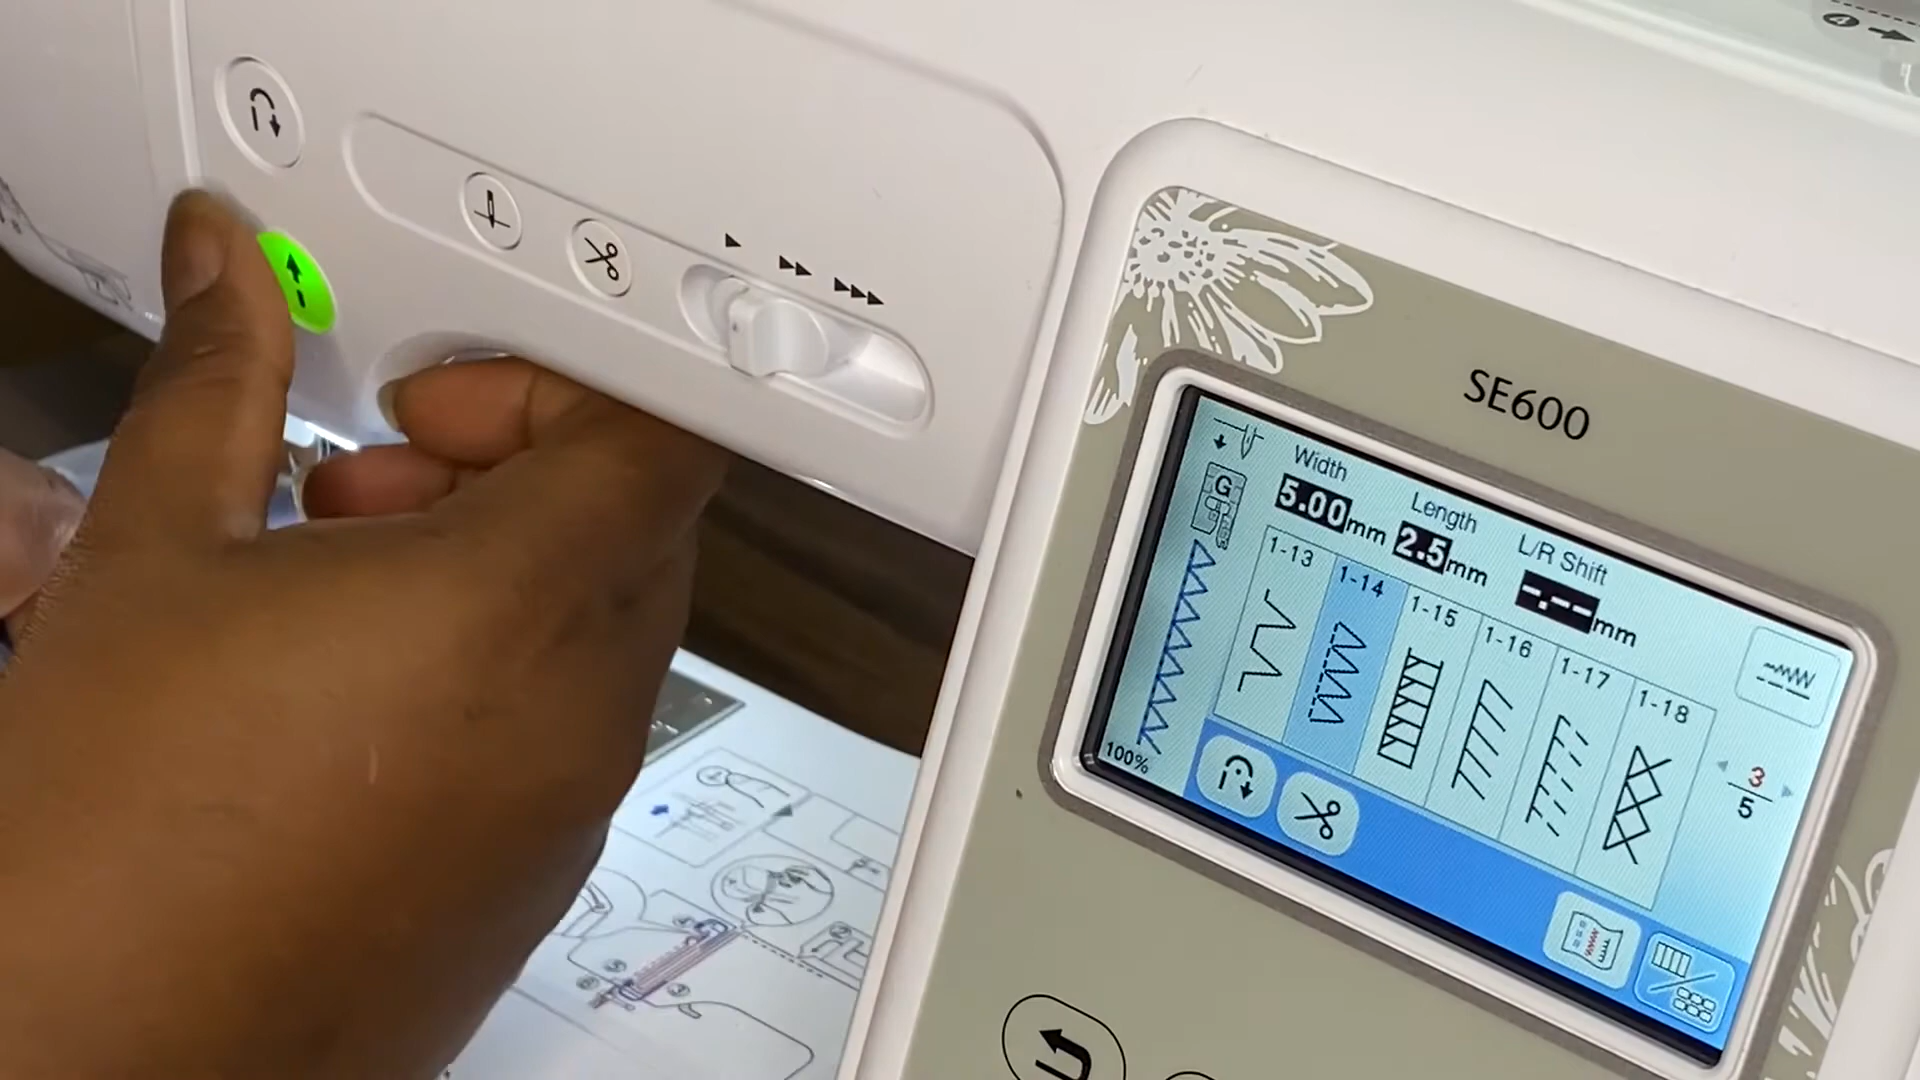 SE600
Width
Length
L/R Shift
5.00mm
2.5mm
-.--mm
G
1-13
1-14
1-15
1-16
1-17
1-18
100%
3
5
4